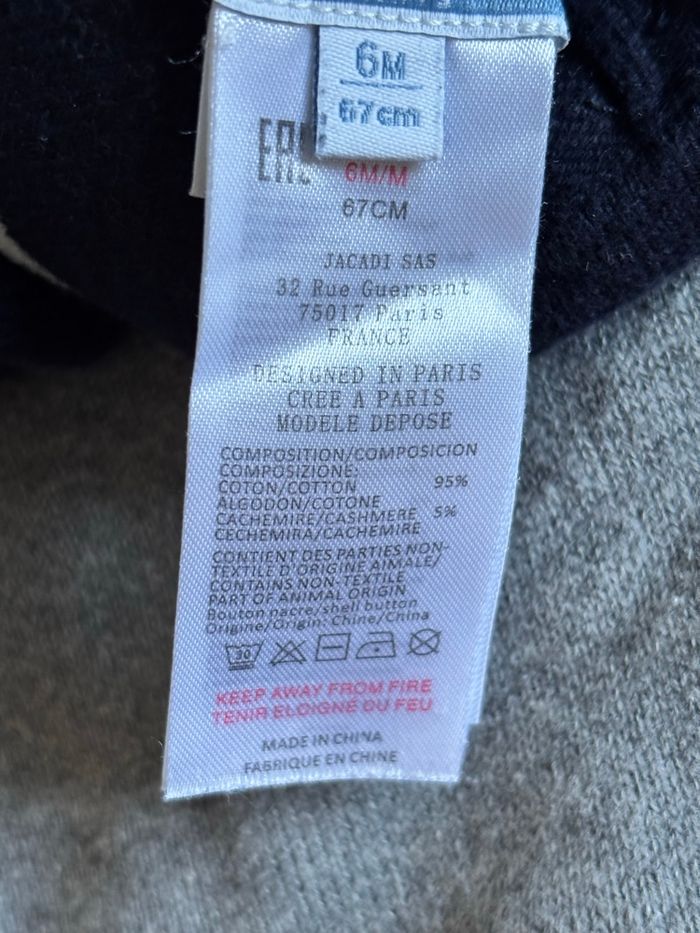 6M
67cm
EAC
6M/M
67CM
JACADI SAS
32 Rue Guersant
75017 Paris
FRANCE
DESIGNED IN PARIS
CREE A PARIS
MODELE DEPOSE
COMPOSITION/COMPOSICION
COMPOSIZIONE:
COTON/COTTON 95%
ALGODON/COTONE
CACHEMIRE/CASHMERE 5%
CECHEMIRA/CACHEMIRE
CONTIENT DES PARTIES NON-
TEXTILE D'ORIGINE AIMALE/
CONTAINS NON-TEXTILE
PART OF ANIMAL ORIGIN
Bouton nacre/shell button
Origine/Origin: Chine/China
30
KEEP AWAY FROM FIRE
TENIR ELOIGNÉ DU FEU
MADE IN CHINA
FABRIQUE EN CHINE